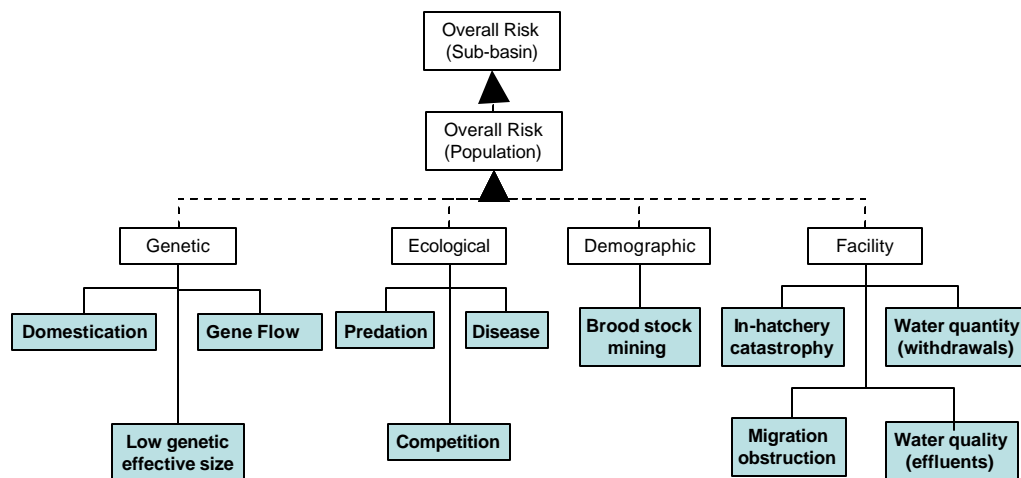 Overall Risk
(Sub-basin)
Overall Risk
(Population)
Genetic
Ecological
Demographic
Facility
Domestication
Gene Flow
Predation
Disease
Brood stock
mining
In-hatchery
catastrophy
Water quantity
(withdrawals)
Low genetic
effective size
Competition
Migration
obstruction
Water quality
(effluents)